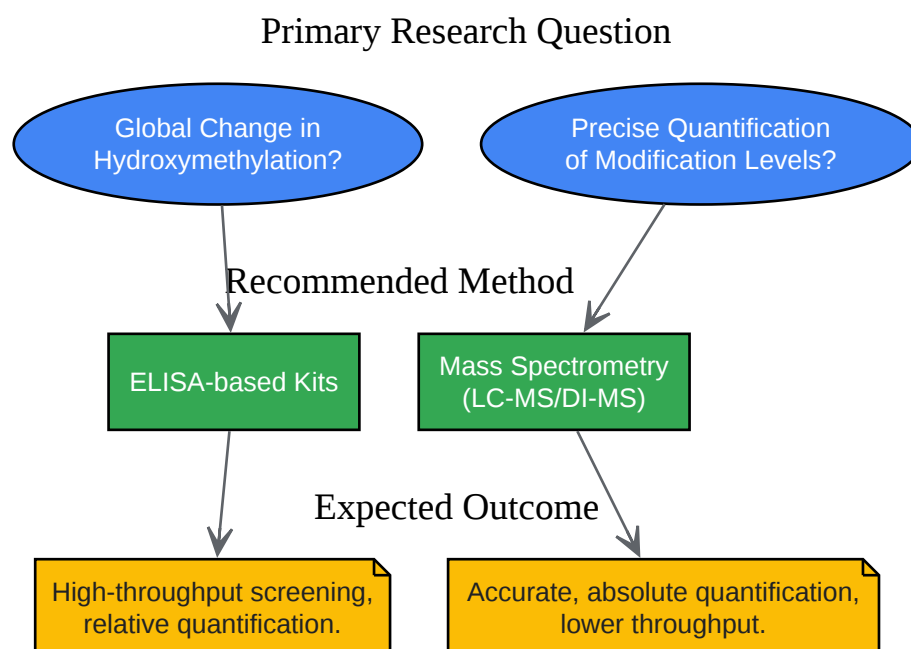 Primary Research Question
Global Change in
Hydroxymethylation?
Precise Quantification
of Modification Levels?
Recommended Method
ELISA-based Kits
Mass Spectrometry
(LC-MS/DI-MS)
Expected Outcome
High-throughput screening,
relative quantification.
Accurate, absolute quantification,
lower throughput.